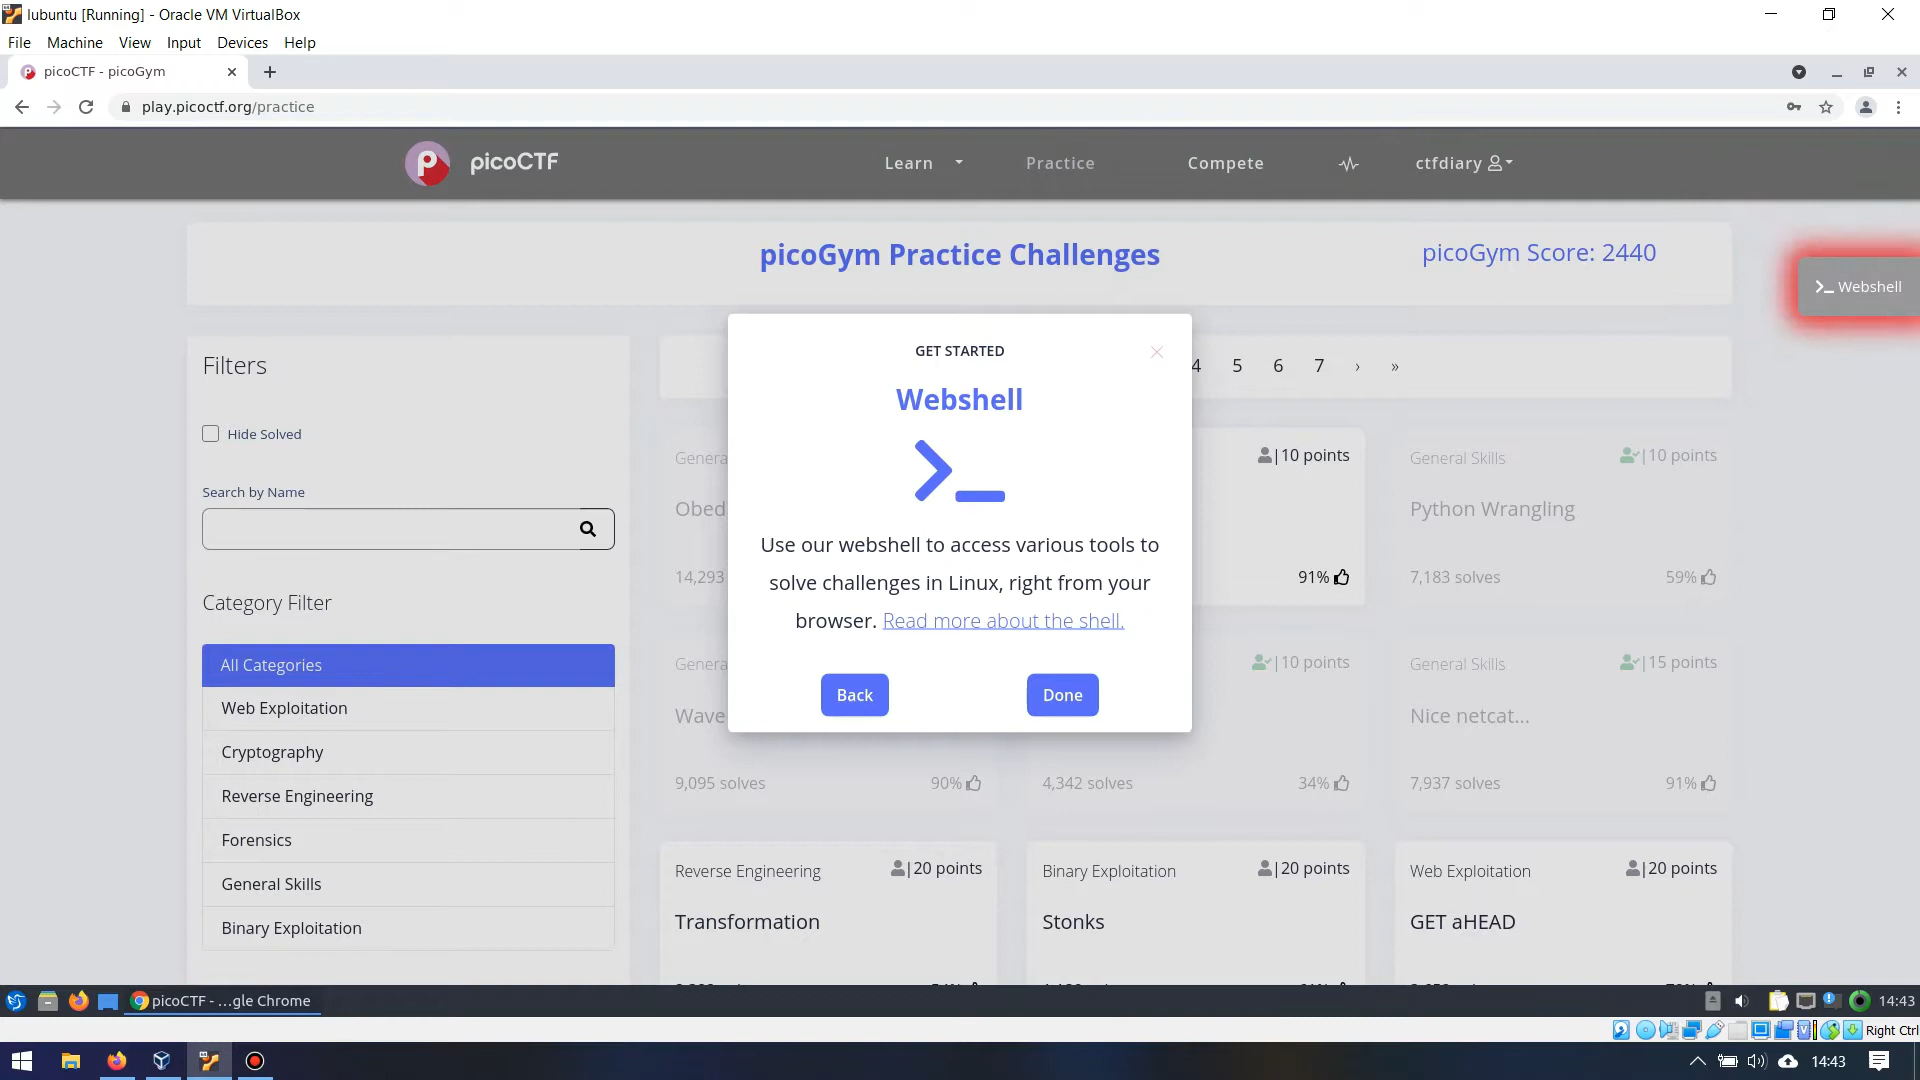 lubuntu [Running] - Oracle VM VirtualBox
File Machine View Input Devices Help
picoCTF - picoGym
play.picoctf.org/practice
picoCTF
Learn Practice Compete ctfdiary
picoGym Practice Challenges
picoGym Score: 2440
Webshell
Filters
Hide Solved
Search by Name
Category Filter
All Categories
Web Exploitation
Cryptography
Reverse Engineering
Forensics
General Skills
Binary Exploitation
4 5 6 7 › »
GET STARTED
Webshell
Use our webshell to access various tools to
solve challenges in Linux, right from your
browser. Read more about the shell.
Back Done
|10 points
91%
General Skills |10 points
Python Wrangling
7,183 solves 59%
14,293
Wave
9,095 solves 90%
|10 points
4,342 solves 34%
General Skills |15 points
Nice netcat...
7,937 solves 91%
Reverse Engineering |20 points
Transformation
Binary Exploitation |20 points
Stonks
Web Exploitation |20 points
GET aHEAD
picoCTF - ...gle Chrome
14:43
Right Ctrl
14:43